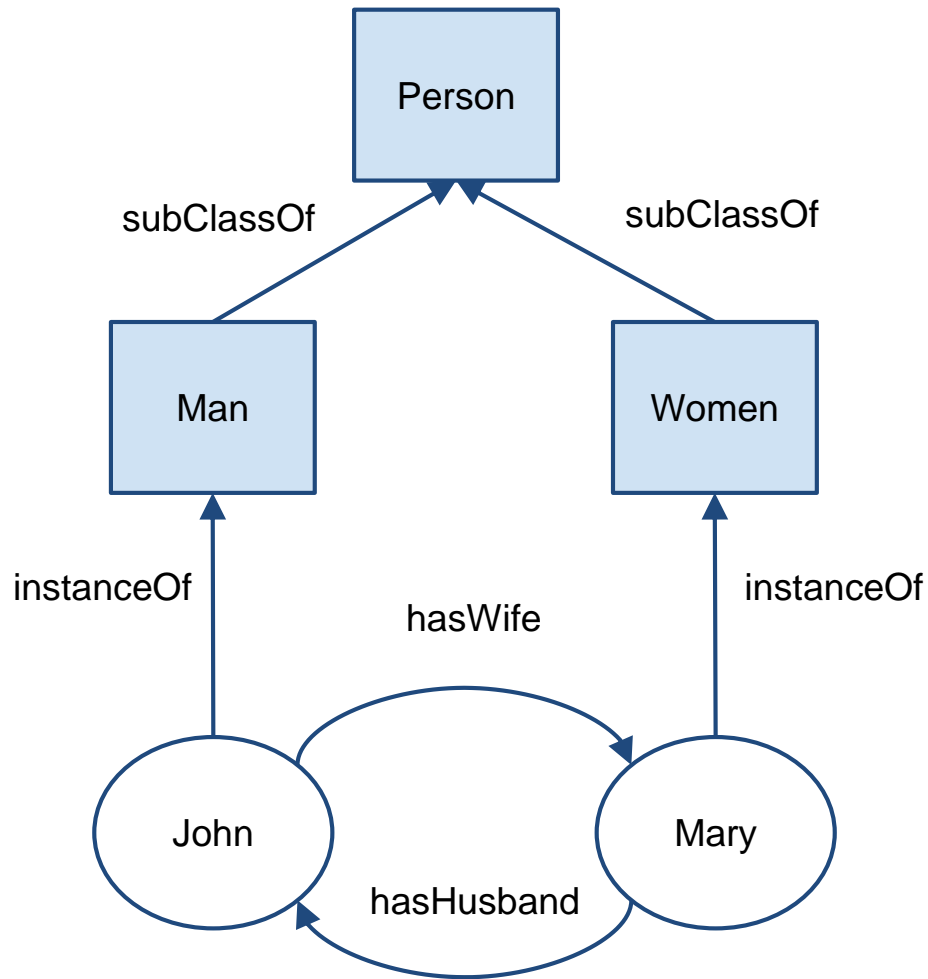 Person
subClassOf
subClassOf
Man
Women
instanceOf
instanceOf
hasWife
John
Mary
hasHusband